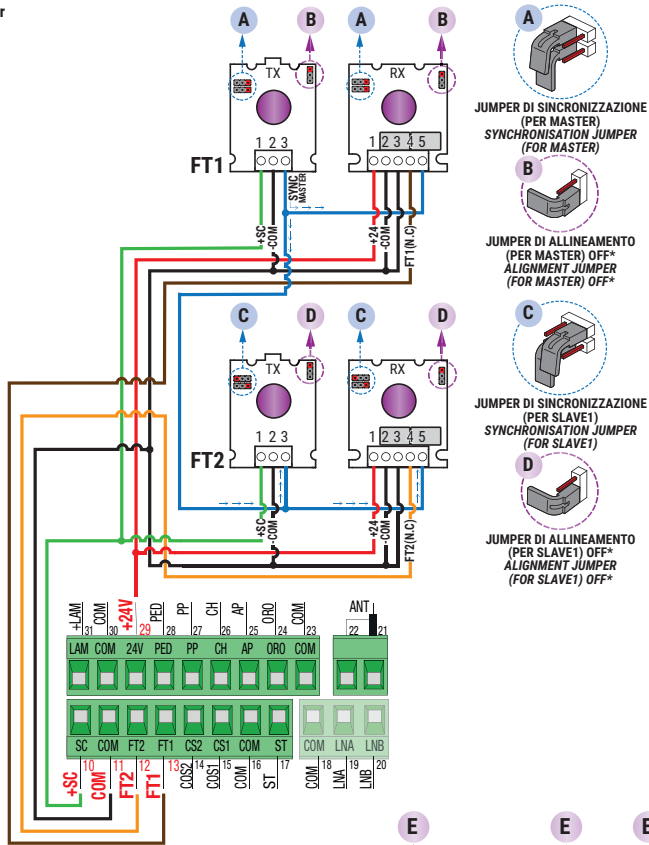 r
A B A B
TX RX
1 2 3 1 2 3 4 5
FT1
SYNC
MASTER
+SC -COM +24 -COM FT1(N.C)
C D C D
TX RX
1 2 3 1 2 3 4 5
FT2
+SC -COM +24 -COM FT2(N.C)
A
JUMPER DI SINCRONIZZAZIONE
(PER MASTER)
SYNCHRONISATION JUMPER
(FOR MASTER)
B
JUMPER DI ALLINEAMENTO
(PER MASTER) OFF*
ALIGNMENT JUMPER
(FOR MASTER) OFF*
C
JUMPER DI SINCRONIZZAZIONE
(PER SLAVE1)
SYNCHRONISATION JUMPER
(FOR SLAVE1)
D
JUMPER DI ALLINEAMENTO
(PER SLAVE1) OFF*
ALIGNMENT JUMPER
(FOR SLAVE1) OFF*
+LAM COM +24V PED PP CH AP ORO COM ANT
31 30 29 28 27 26 25 24 23 22 21
LAM COM 24V PED PP CH AP ORO COM
SC COM FT2 FT1 CS2 CS1 COM ST COM LNA LNB
10 11 12 13 14 15 16 17 18 19 20
+SC COM FT2 FT1 COS2 COS1 COM ST COM LNA LNB
E E E